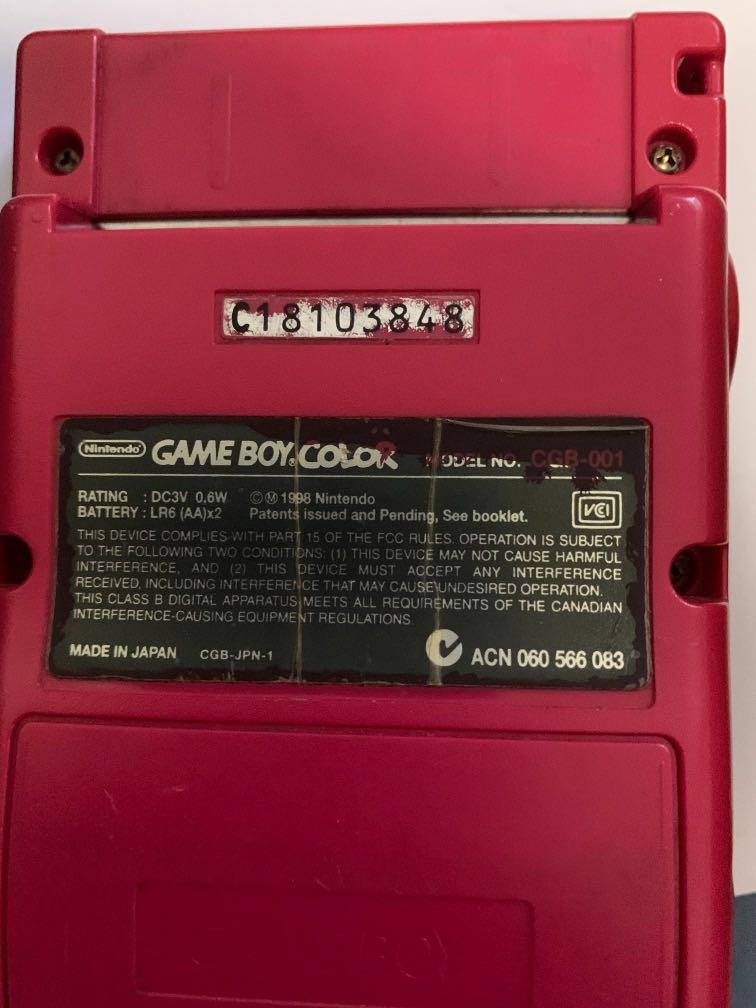 C18103848
Nintendo GAME BOY COLOR MODEL NO. CGB-001
RATING : DC3V 0.6W ©Ⓜ 1998 Nintendo
BATTERY : LR6 (AA)x2 Patents issued and Pending, See booklet.
VCI
THIS DEVICE COMPLIES WITH PART 15 OF THE FCC RULES. OPERATION IS SUBJECT
TO THE FOLLOWING TWO CONDITIONS: (1) THIS DEVICE MAY NOT CAUSE HARMFUL
INTERFERENCE, AND (2) THIS DEVICE MUST ACCEPT ANY INTERFERENCE
RECEIVED, INCLUDING INTERFERENCE THAT MAY CAUSE UNDESIRED OPERATION.
THIS CLASS B DIGITAL APPARATUS MEETS ALL REQUIREMENTS OF THE CANADIAN
INTERFERENCE-CAUSING EQUIPMENT REGULATIONS.
MADE IN JAPAN CGB-JPN-1 ACN 060 566 083